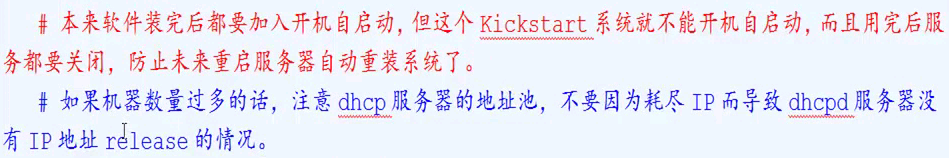 # 本来软件装完后都要加入开机自启动，但这个 Kickstart 系统就不能开机自启动，而且用完后服
务都要关闭，防止未来重启服务器自动重装系统了。
# 如果机器数量过多的话，注意 dhcp 服务器的地址池，不要因为耗尽 IP 而导致 dhcpd 服务器没
有 IP 地址 release 的情况。